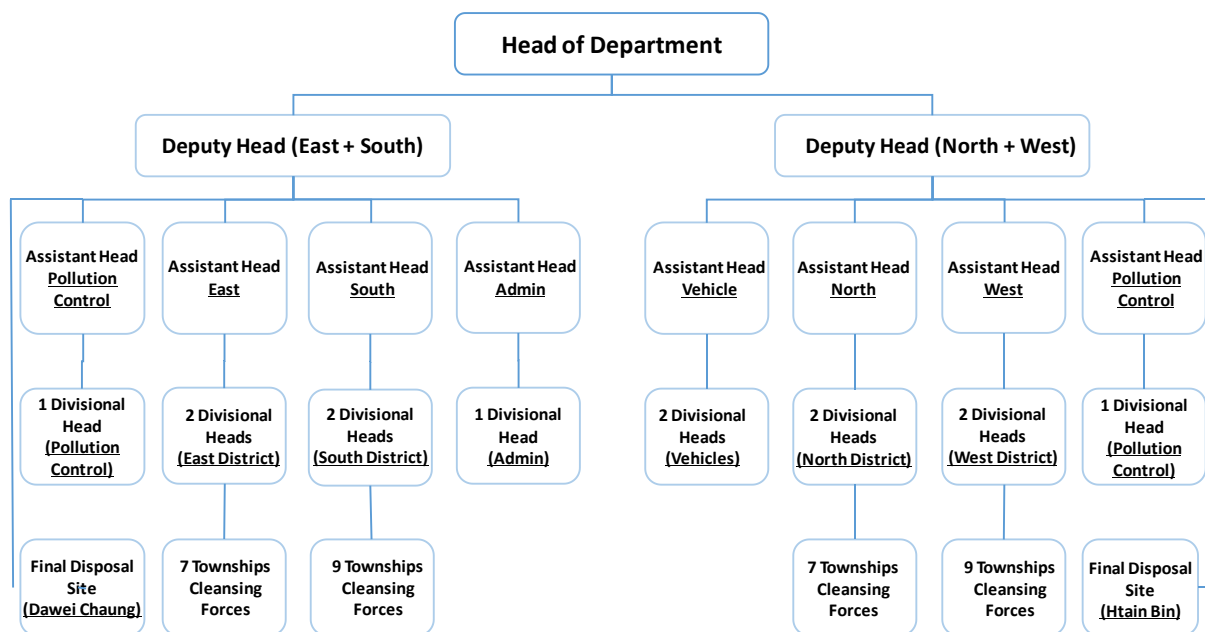 Head of Department
Deputy Head (East + South)
Deputy Head (North + West)
Assistant Head
Pollution
Control
Assistant Head
East
Assistant Head
South
Assistant Head
Admin
Assistant Head
Vehicle
Assistant Head
North
Assistant Head
West
Assistant Head
Pollution
Control
1 Divisional
Head
(Pollution
Control)
2 Divisional
Heads
(East District)
2 Divisional
Heads
(South District)
1 Divisional
Head
(Admin)
2 Divisional
Heads
(Vehicles)
2 Divisional
Heads
(North District)
2 Divisional
Heads
(West District)
1 Divisional
Head
(Pollution
Control)
Final Disposal
Site
(Dawei Chaung)
7 Townships
Cleansing
Forces
9 Townships
Cleansing
Forces
7 Townships
Cleansing
Forces
9 Townships
Cleansing
Forces
Final Disposal
Site
(Htain Bin)